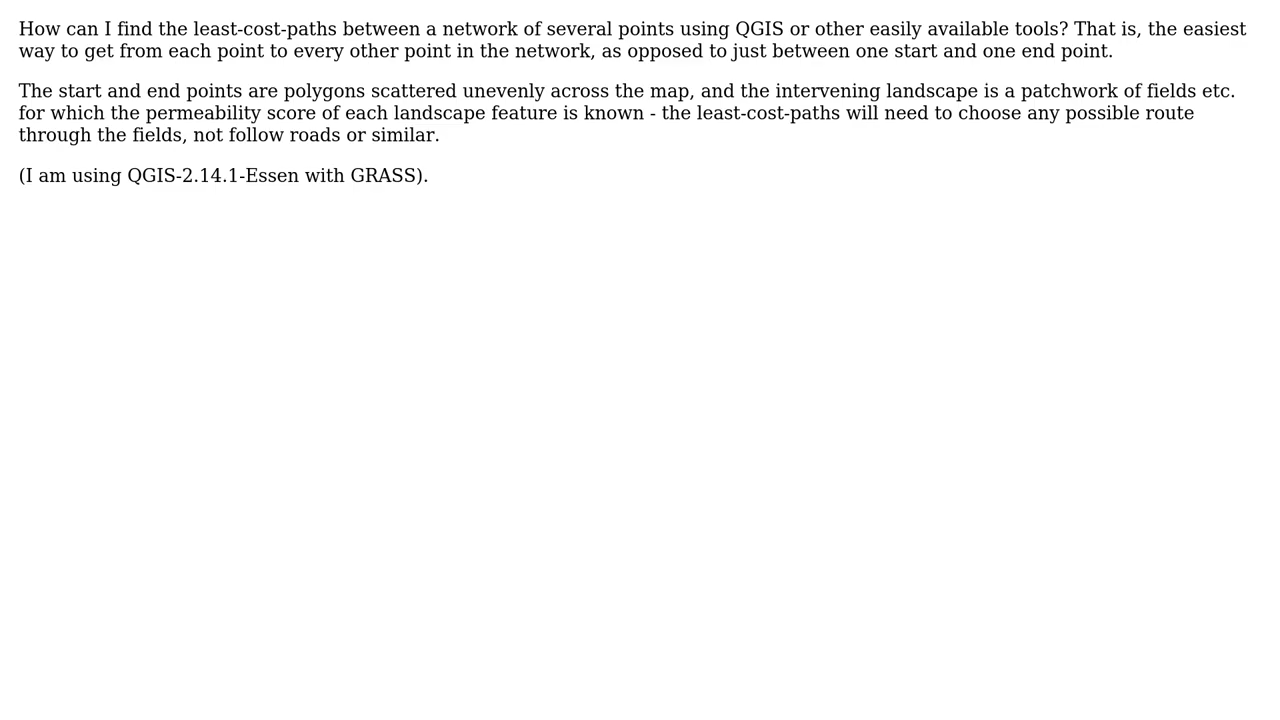 How can I find the least-cost-paths between a network of several points using QGIS or other easily available tools? That is, the easiest
way to get from each point to every other point in the network, as opposed to just between one start and one end point.
The start and end points are polygons scattered unevenly across the map, and the intervening landscape is a patchwork of fields etc.
for which the permeability score of each landscape feature is known - the least-cost-paths will need to choose any possible route
through the fields, not follow roads or similar.
(I am using QGIS-2.14.1-Essen with GRASS).